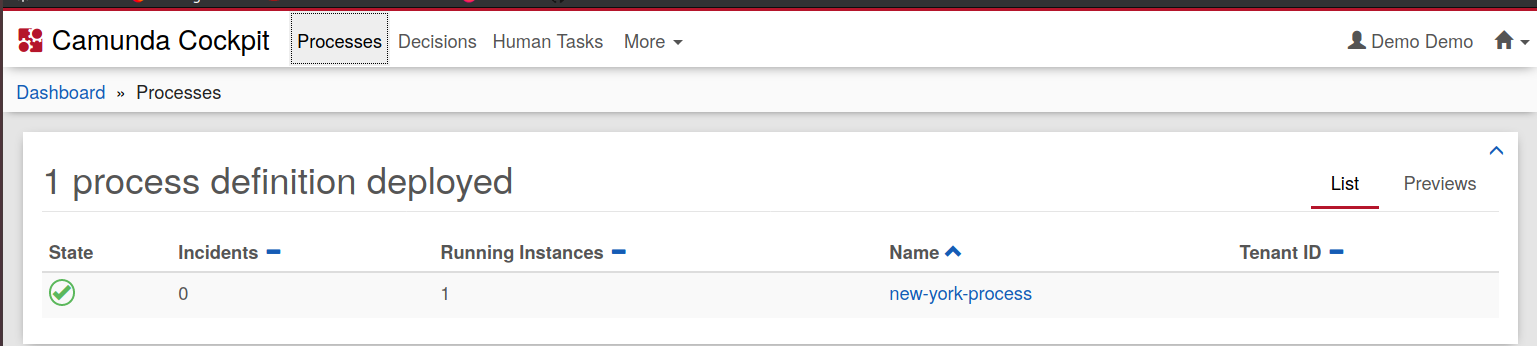 Camunda Cockpit Processes Decisions Human Tasks More Demo Demo
Dashboard » Processes
1 process definition deployed
List Previews
State Incidents Running Instances Name Tenant ID
0 1 new-york-process